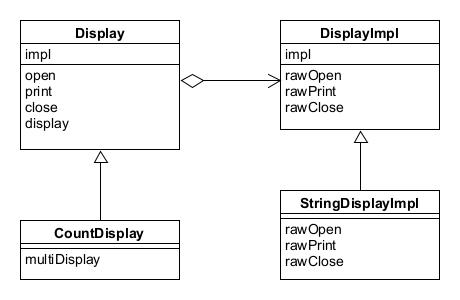 Display
impl
open
print
close
display
DisplayImpl
impl
rawOpen
rawPrint
rawClose
CountDisplay
multiDisplay
StringDisplayImpl
rawOpen
rawPrint
rawClose